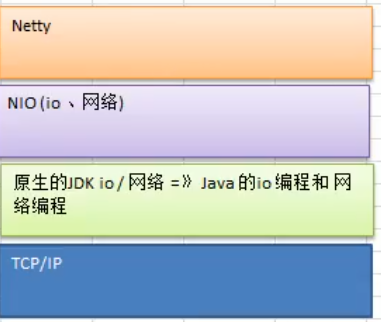 Netty
NIO (io 、网络)
原生的JDK io / 网络 =》 Java 的io 编程和 网
络编程
TCP/IP